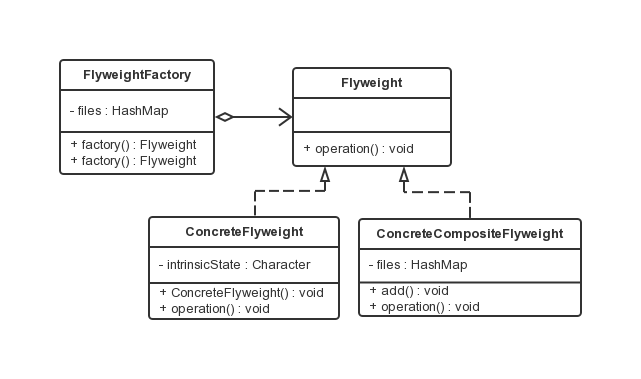 FlyweightFactory
- files : HashMap
+ factory() : Flyweight
+ factory() : Flyweight
Flyweight
+ operation() : void
ConcreteFlyweight
- intrinsicState : Character
+ ConcreteFlyweight() : void
+ operation() : void
ConcreteCompositeFlyweight
- files : HashMap
+ add() : void
+ operation() : void